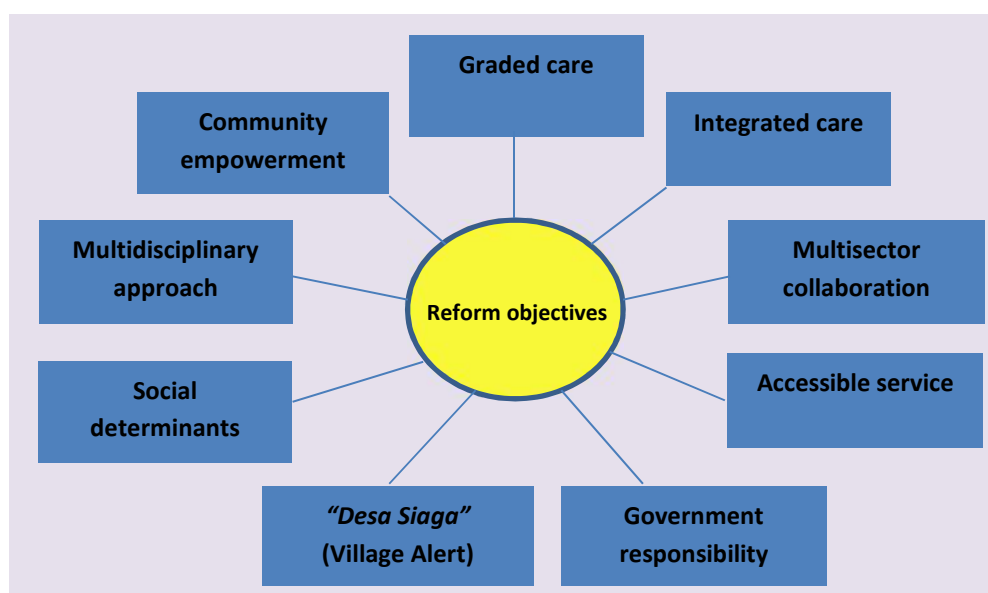 Graded care
Community
empowerment
Integrated care
Multidisciplinary
approach
Multisector
collaboration
Reform objectives
Social
determinants
Accessible service
“Desa Siaga”
(Village Alert)
Government
responsibility